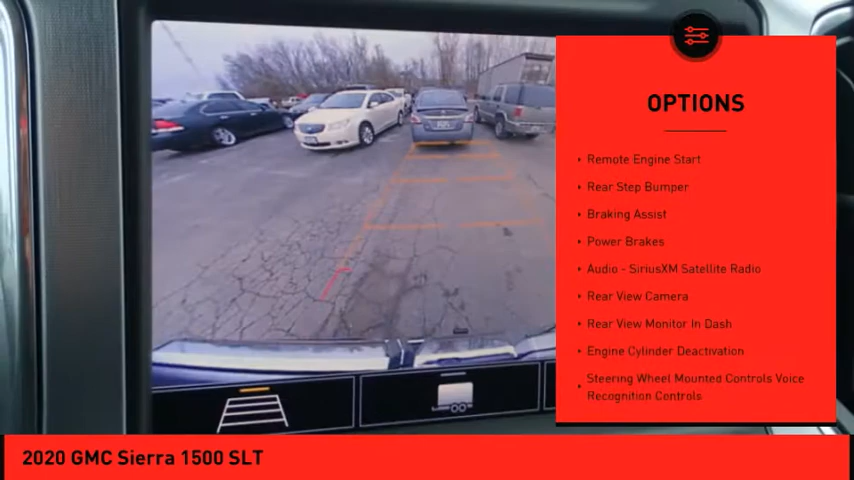 OPTIONS
Remote Engine Start
Rear Step Bumper
Braking Assist
Power Brakes
Audio - SiriusXM Satellite Radio
Rear View Camera
Rear View Monitor In Dash
Engine Cylinder Deactivation
Steering Wheel Mounted Controls Voice
Recognition Controls
2020 GMC Sierra 1500 SLT